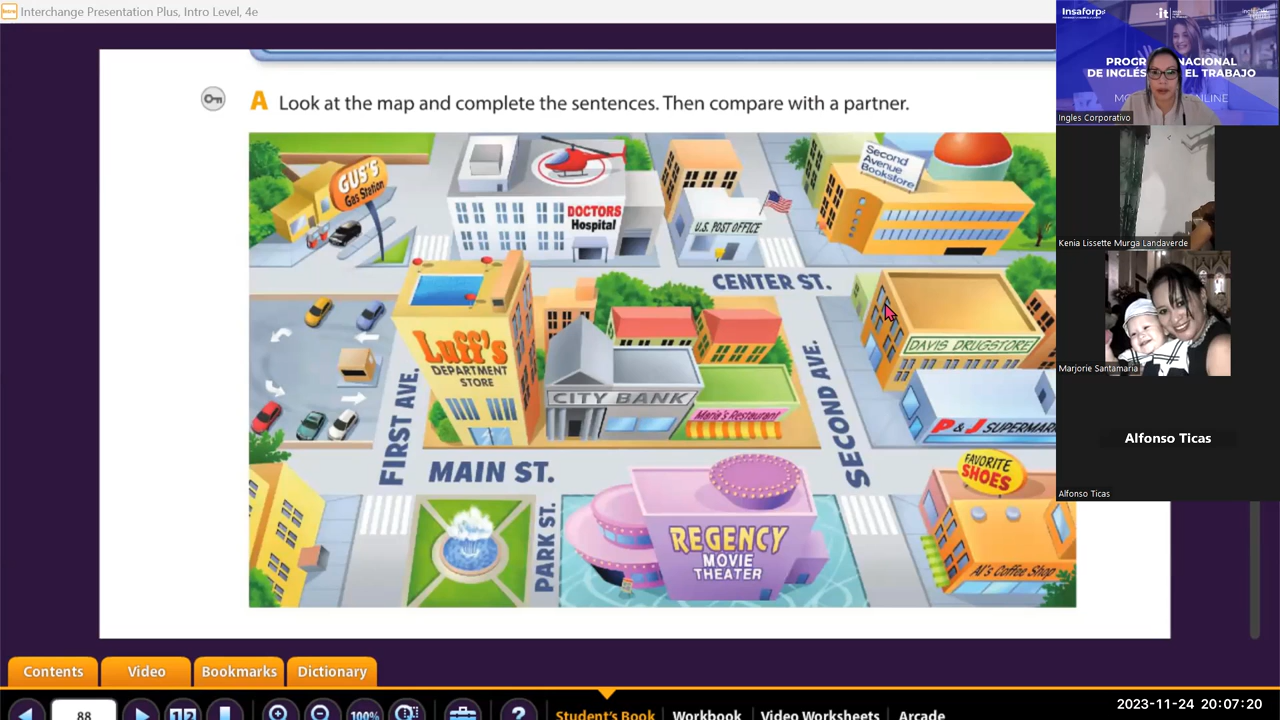 Interchange Presentation Plus, Intro Level, 4e
A Look at the map and complete the sentences. Then compare with a partner.
GUS'S
Gas Station
DOCTORS
Hospital
U.S. POST OFFICE
Second
Avenue
Bookstore
CENTER ST.
Luff's
DEPARTMENT
STORE
CITY BANK
Maria's Restaurant
DAVIS DRUGSTORE
P & J SUPERMARK
FIRST AVE.
SECOND AVE.
MAIN ST.
PARK ST.
REGENCY
MOVIE
THEATER
FAVORITE
SHOES
Al's Coffee Shop
Insaforp
PROGR NACIONAL
DE INGLÉS EL TRABAJO
Ingles Corporativo
Kenia Lissette Murga Landaverde
Marjorie Santamaria
Alfonso Ticas
Alfonso Ticas
Contents Video Bookmarks Dictionary
88 1 2 100% ? Student's Book Workbook Video Worksheets Arcade
2023-11-24 20:07:20